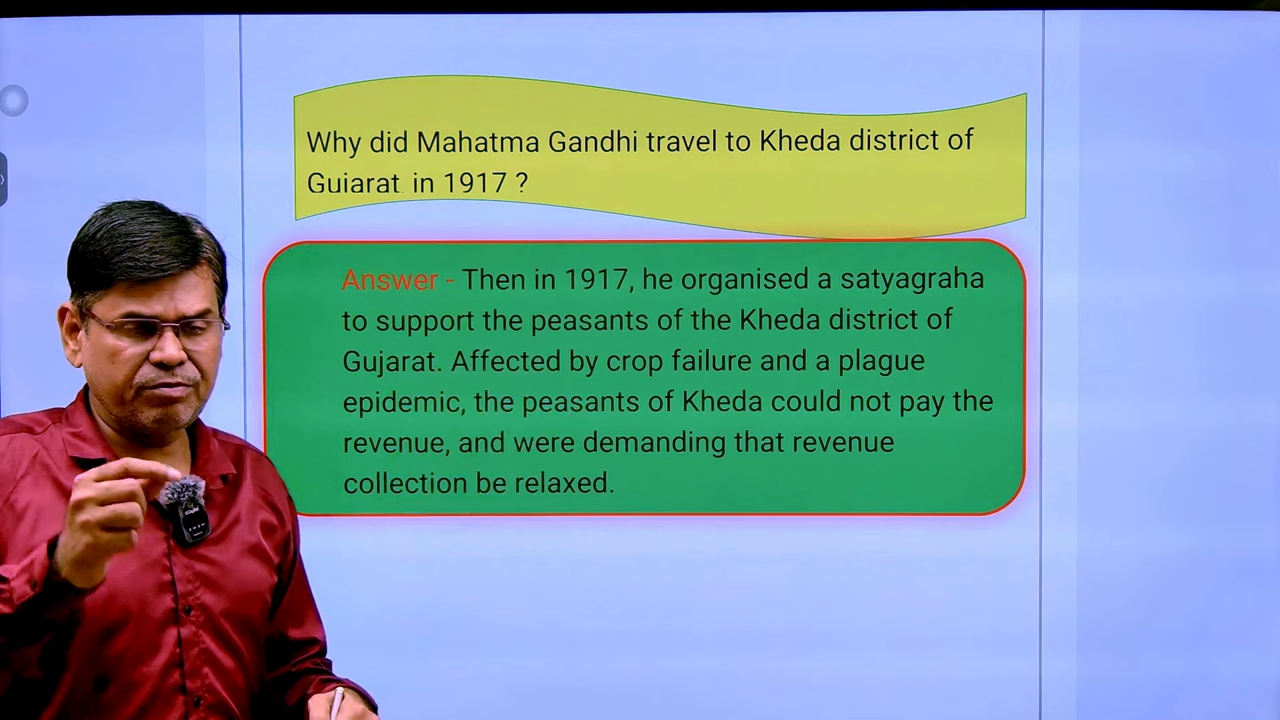 Why did Mahatma Gandhi travel to Kheda district of
Gujarat in 1917 ?
Answer - Then in 1917, he organised a satyagraha
to support the peasants of the Kheda district of
Gujarat. Affected by crop failure and a plague
epidemic, the peasants of Kheda could not pay the
revenue, and were demanding that revenue
collection be relaxed.